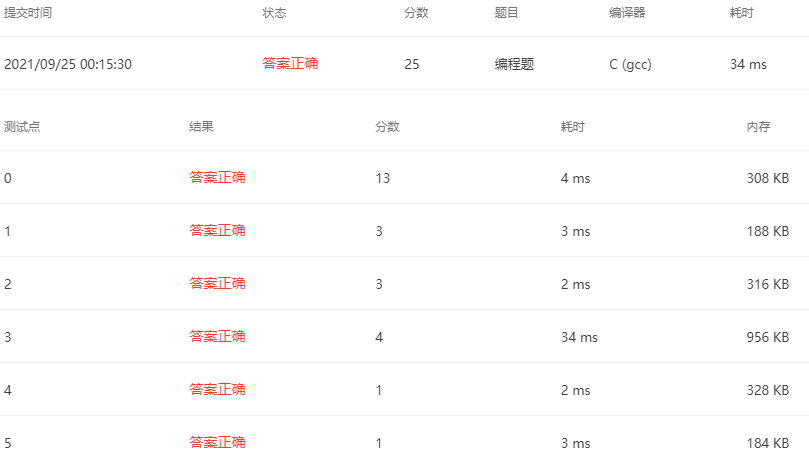 提交时间 状态 分数 题目 编译器 耗时
2021/09/25 00:15:30 答案正确 25 编程题 C (gcc) 34 ms
测试点 结果 分数 耗时 内存
0 答案正确 13 4 ms 308 KB
1 答案正确 3 3 ms 188 KB
2 答案正确 3 2 ms 316 KB
3 答案正确 4 34 ms 956 KB
4 答案正确 1 2 ms 328 KB
5 答案正确 1 3 ms 184 KB